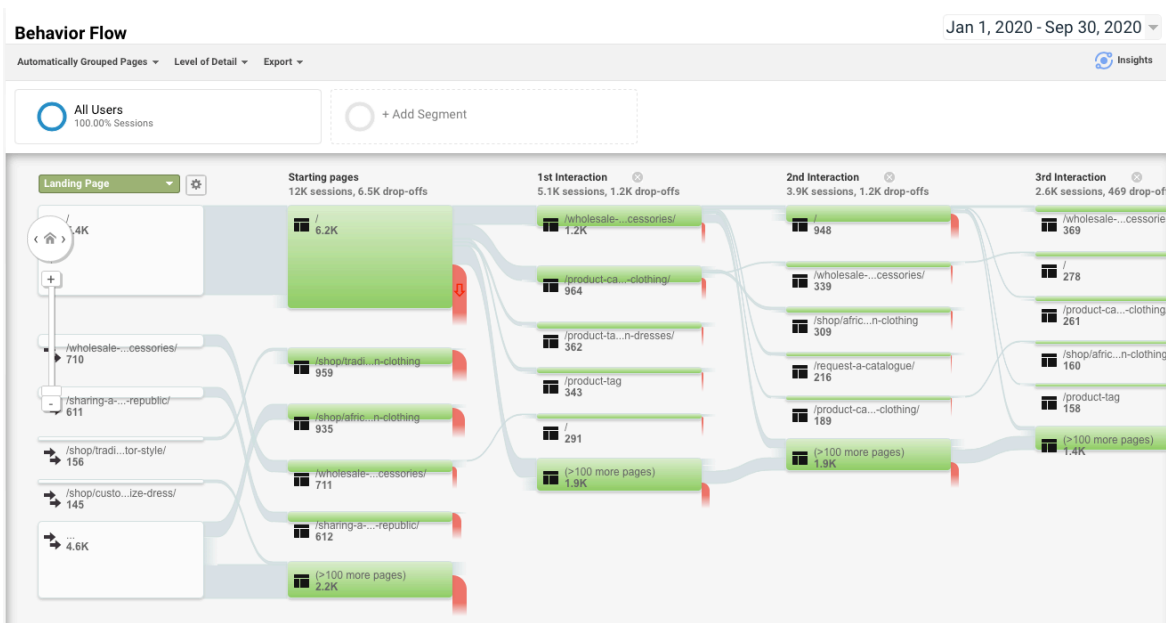 Behavior Flow
Jan 1, 2020 - Sep 30, 2020
Automatically Grouped Pages
Level of Detail
Export
Insights
All Users
100.00% Sessions
+ Add Segment
Landing Page
/
.4K
/wholesale-...cessories/
710
/sharing-a-...-republic/
611
/shop/tradi...tor-style/
156
/shop/custo...ize-dress/
145
...
4.6K
+
-
Starting pages
12K sessions, 6.5K drop-offs
/
6.2K
/shop/tradi...n-clothing
959
/shop/afric...n-clothing
935
/wholesale-...cessories/
711
/sharing-a-...-republic/
612
(>100 more pages)
2.2K
1st Interaction
5.1K sessions, 1.2K drop-offs
/wholesale-...cessories/
1.2K
/product-ca...-clothing/
964
/product-ta...n-dresses/
362
/product-tag
343
/
291
(>100 more pages)
1.9K
2nd Interaction
3.9K sessions, 1.2K drop-offs
/
948
/wholesale-...cessories/
339
/shop/afric...n-clothing
309
/request-a-catalogue/
216
/product-ca...-clothing/
189
(>100 more pages)
1.9K
3rd Interaction
2.6K sessions, 469 drop-of
/wholesale-...cessorie
369
/
278
/product-ca...-clothing
261
/shop/afric...n-clothing
160
/product-tag
158
(>100 more pages)
1.4K